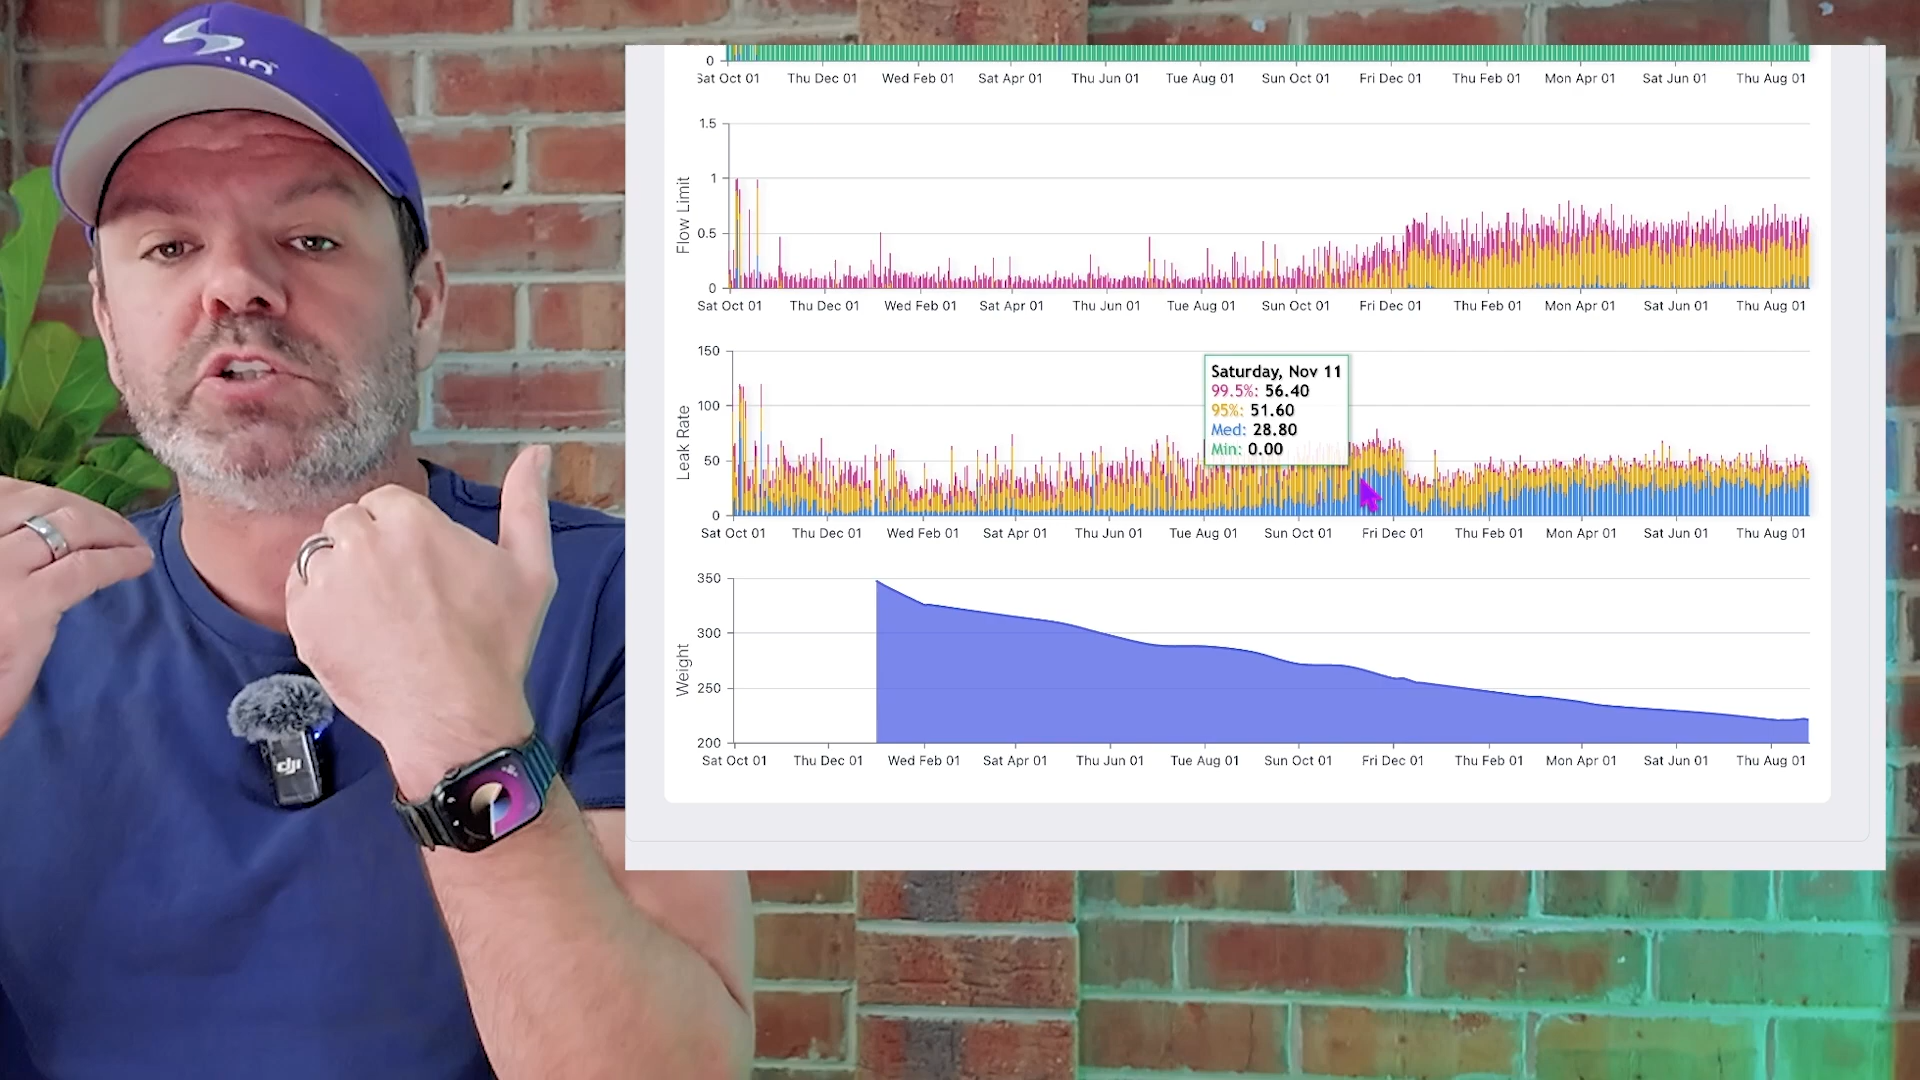 0
Sat Oct 01 Thu Dec 01 Wed Feb 01 Sat Apr 01 Thu Jun 01 Tue Aug 01 Sun Oct 01 Fri Dec 01 Thu Feb 01 Mon Apr 01 Sat Jun 01 Thu Aug 01
Flow Limit
1.5
1
0.5
0
Sat Oct 01 Thu Dec 01 Wed Feb 01 Sat Apr 01 Thu Jun 01 Tue Aug 01 Sun Oct 01 Fri Dec 01 Thu Feb 01 Mon Apr 01 Sat Jun 01 Thu Aug 01
Leak Rate
150
100
50
0
Saturday, Nov 11
99.5%: 56.40
95%: 51.60
Med: 28.80
Min: 0.00
Sat Oct 01 Thu Dec 01 Wed Feb 01 Sat Apr 01 Thu Jun 01 Tue Aug 01 Sun Oct 01 Fri Dec 01 Thu Feb 01 Mon Apr 01 Sat Jun 01 Thu Aug 01
Weight
350
300
250
200
Sat Oct 01 Thu Dec 01 Wed Feb 01 Sat Apr 01 Thu Jun 01 Tue Aug 01 Sun Oct 01 Fri Dec 01 Thu Feb 01 Mon Apr 01 Sat Jun 01 Thu Aug 01
dji